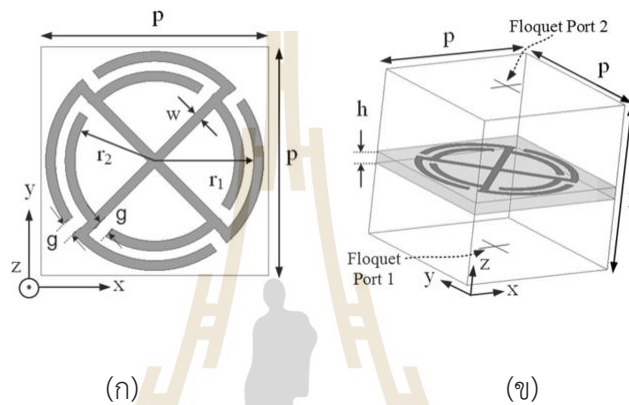 p
w
r₂
r₁
p
g
g
y
z
x
(ก)
p
Floquet Port 2
p
h
Floquet
Port 1
y
z
x
(ข)